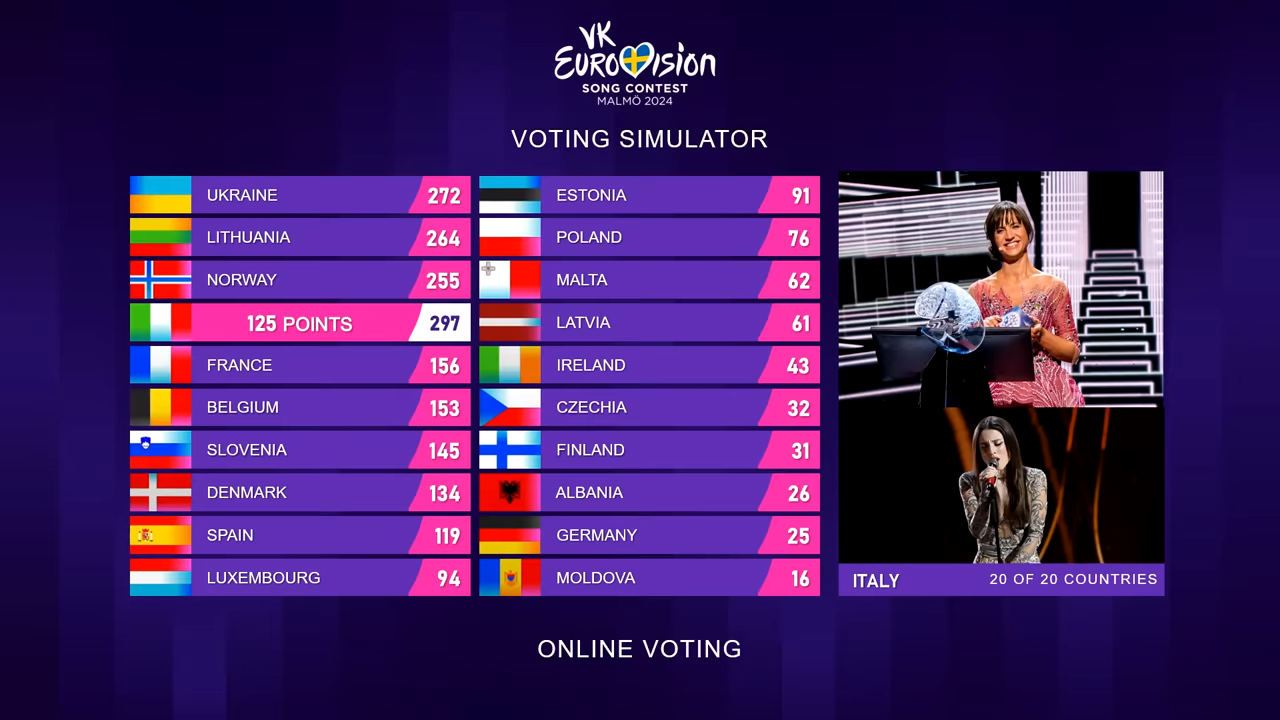 VK
EUROVISION
SONG CONTEST
MALMÖ 2024
VOTING SIMULATOR
UKRAINE 272
LITHUANIA 264
NORWAY 255
125 POINTS 297
FRANCE 156
BELGIUM 153
SLOVENIA 145
DENMARK 134
SPAIN 119
LUXEMBOURG 94
ESTONIA 91
POLAND 76
MALTA 62
LATVIA 61
IRELAND 43
CZECHIA 32
FINLAND 31
ALBANIA 26
GERMANY 25
MOLDOVA 16
ITALY 20 OF 20 COUNTRIES
ONLINE VOTING